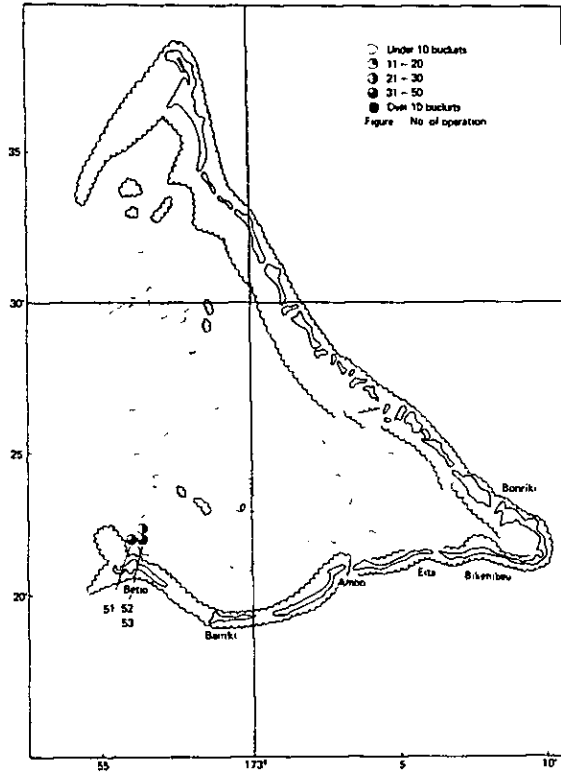 Under 10 buckets
11 - 20
21 - 30
31 - 50
Over 10 buckets
Figure No of operation
35
30'
25
Bonriki
Betio
Ambo
Eita
Bikenibeu
20'
51 52
53
Bairiki
55
173°
5
10'